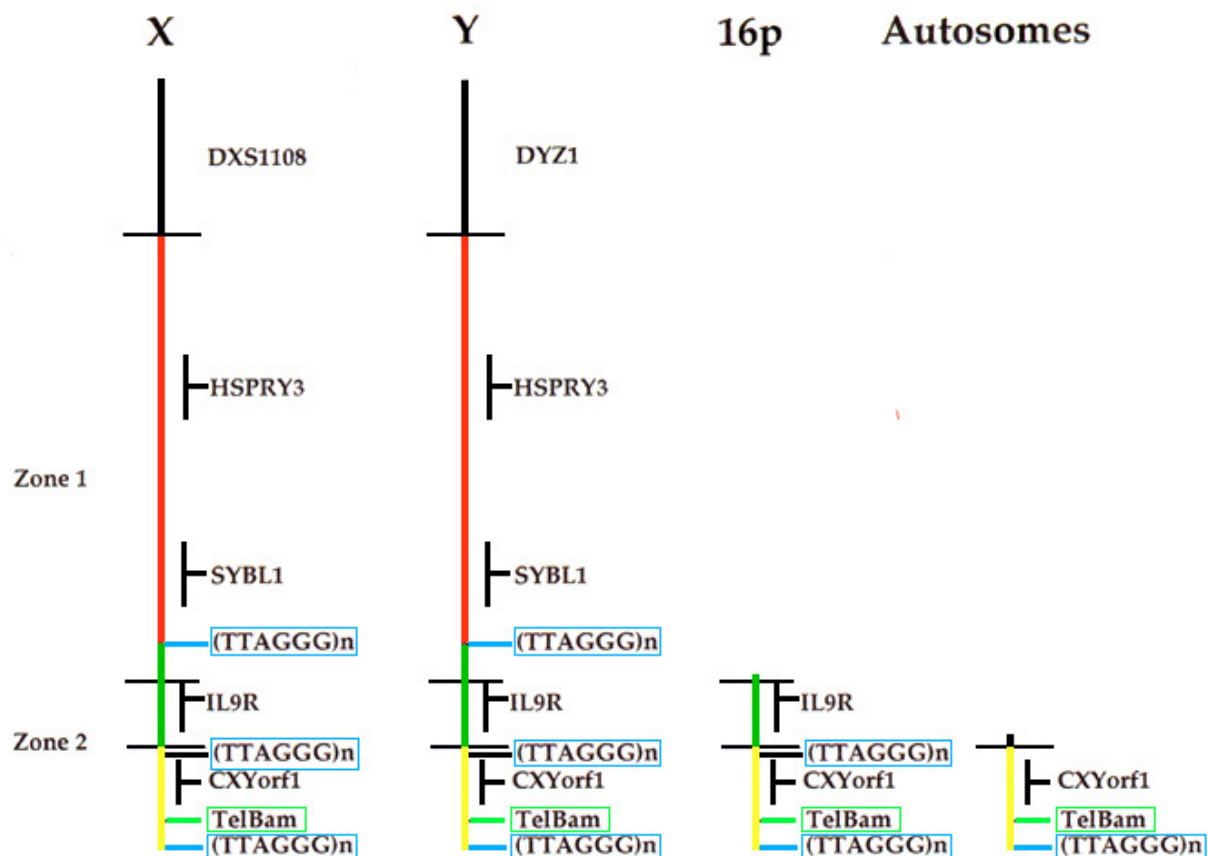 X Y 16p Autosomes
DXS1108 DYZ1
HSPRY3 HSPRY3
Zone 1
SYBL1 SYBL1
(TTAGGG)n (TTAGGG)n
IL9R IL9R IL9R
Zone 2 (TTAGGG)n (TTAGGG)n (TTAGGG)n
CXYorf1 CXYorf1 CXYorf1 CXYorf1
TelBam TelBam TelBam TelBam
(TTAGGG)n (TTAGGG)n (TTAGGG)n (TTAGGG)n